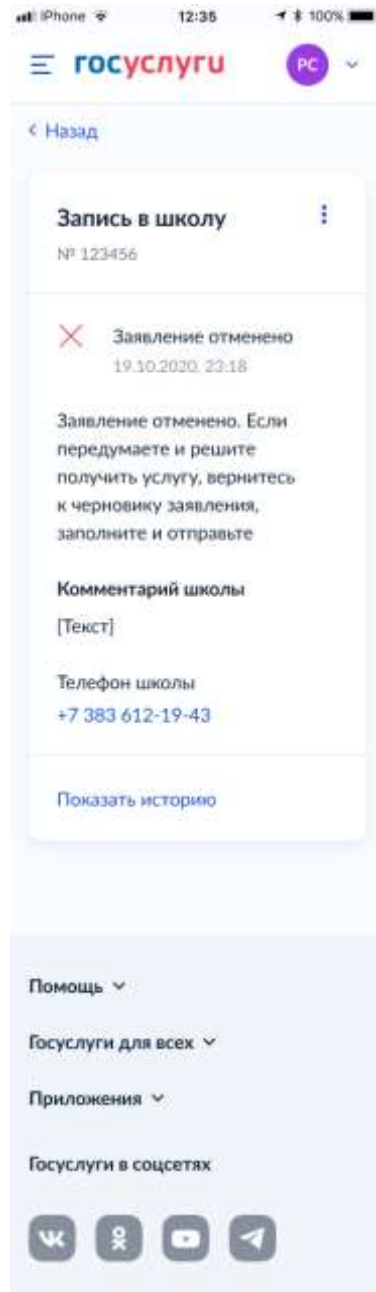 iPhone 12:35 100%
госуслуги РС
Назад
Запись в школу
№ 123456
Заявление отменено
19.10.2020, 23:18
Заявление отменено. Если
передумаете и решите
получить услугу, вернитесь
к черновику заявления,
заполните и отправьте
Комментарий школы
[Текст]
Телефон школы
+7 383 612-19-43
Показать историю
Помощь
Госуслуги для всех
Приложения
Госуслуги в соцсетях